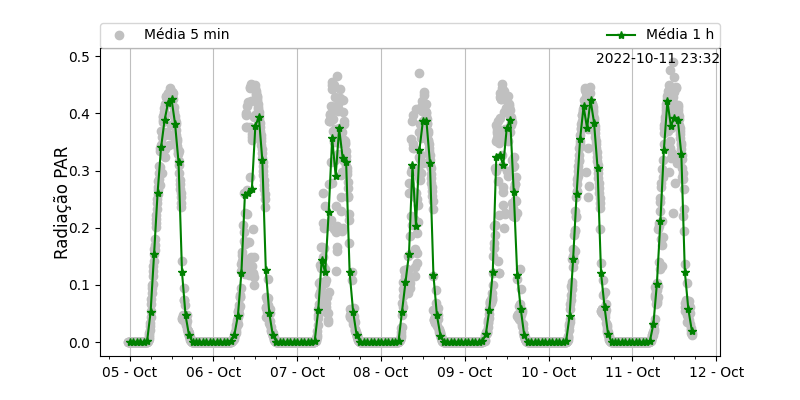 Média 5 min
Média 1 h
2022-10-11 23:32
Radiação PAR
0.5
0.4
0.3
0.2
0.1
0.0
05 - Oct
06 - Oct
07 - Oct
08 - Oct
09 - Oct
10 - Oct
11 - Oct
12 - Oct